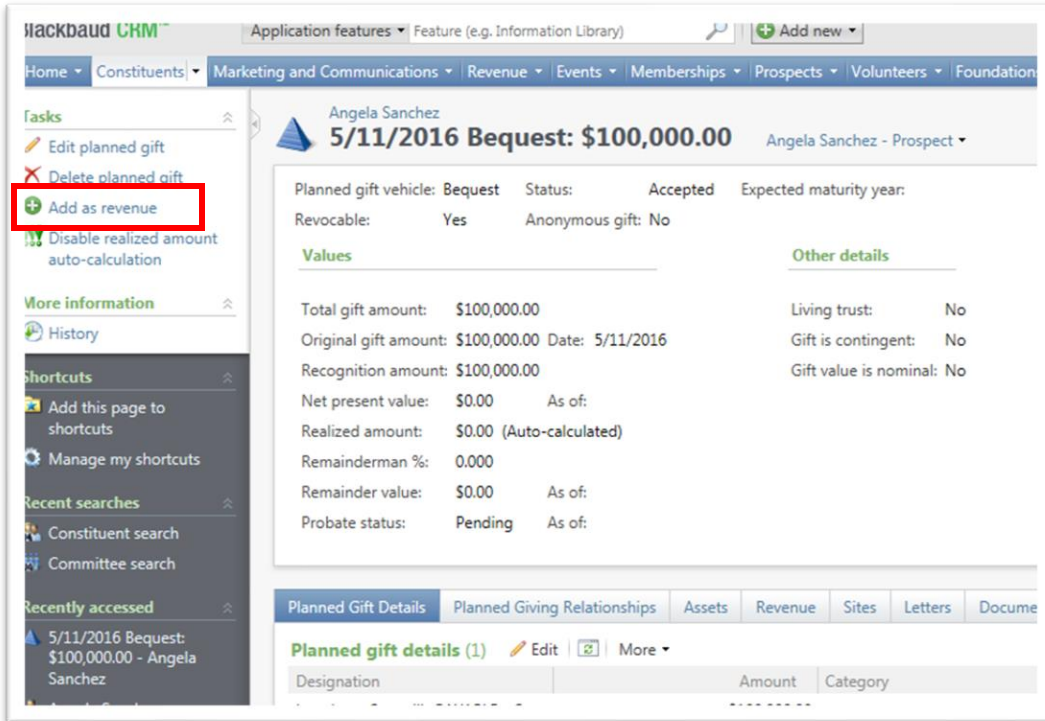 Blackbaud CRM™
Application features Feature (e.g. Information Library) Add new
Home Constituents Marketing and Communications Revenue Events Memberships Prospects Volunteers Foundation
Tasks
Edit planned gift
Delete planned gift
Add as revenue
Disable realized amount
auto-calculation
More information
History
Shortcuts
Add this page to
shortcuts
Manage my shortcuts
Recent searches
Constituent search
Committee search
Recently accessed
5/11/2016 Bequest:
$100,000.00 - Angela
Sanchez
Angela Sanchez
5/11/2016 Bequest: $100,000.00 Angela Sanchez - Prospect
Planned gift vehicle: Bequest Status: Accepted Expected maturity year:
Revocable: Yes Anonymous gift: No
Values Other details
Total gift amount: $100,000.00 Living trust: No
Original gift amount: $100,000.00 Date: 5/11/2016 Gift is contingent: No
Recognition amount: $100,000.00 Gift value is nominal: No
Net present value: $0.00 As of:
Realized amount: $0.00 (Auto-calculated)
Remainderman %: 0.000
Remainder value: $0.00 As of:
Probate status: Pending As of:
Planned Gift Details Planned Giving Relationships Assets Revenue Sites Letters Docume
Planned gift details (1) Edit More
Designation Amount Category